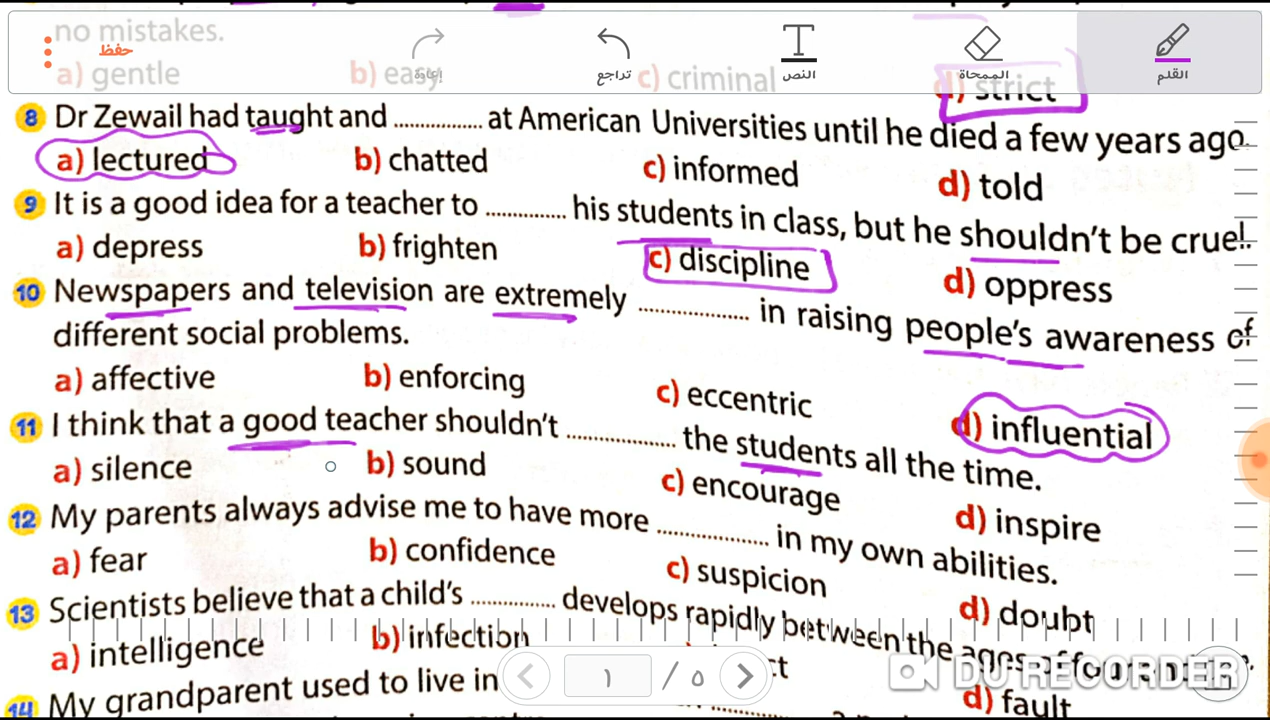 no mistakes.
حفظ
إعادة
تراجع
النص
الممحاة
القلم
a) gentle b) easy c) criminal d) strict
8 Dr Zewail had taught and ............... at American Universities until he died a few years ago.
a) lectured b) chatted c) informed d) told
9 It is a good idea for a teacher to .............. his students in class, but he shouldn't be cruel.
a) depress b) frighten c) discipline d) oppress
10 Newspapers and television are extremely ................... in raising people's awareness of
different social problems.
a) affective b) enforcing c) eccentric d) influential
11 I think that a good teacher shouldn't ................... the students all the time.
a) silence b) sound c) encourage d) inspire
12 My parents always advise me to have more ................... in my own abilities.
a) fear b) confidence c) suspicion d) doubt
13 Scientists believe that a child's .............. develops rapidly between the ages of four and
a) intelligence b) infection d) fault
14 My grandparent used to live in
١ / ٥
DU RECORDER